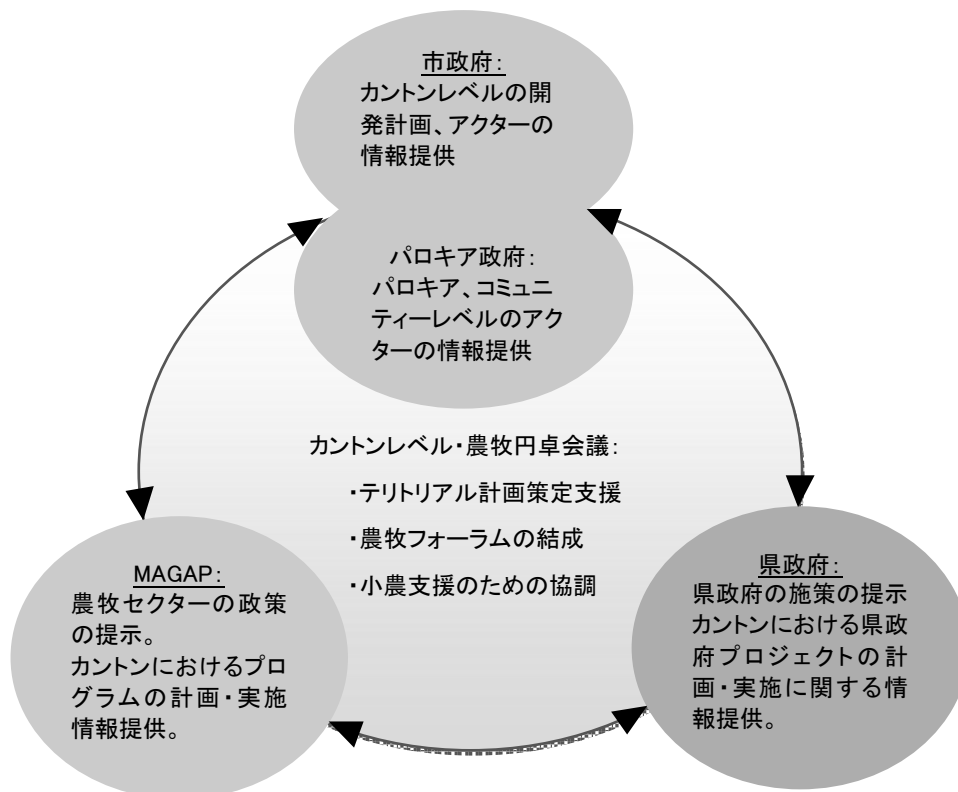 市政府：
カントンレベルの開
発計画、アクターの
情報提供
パロキア政府：
パロキア、コミュニ
ティーレベルのアク
ターの情報提供
カントンレベル・農牧円卓会議：
・テリトリアル計画策定支援
・農牧フォーラムの結成
・小農支援のための協調
MAGAP：
農牧セクターの政策
の提示。
カントンにおけるプロ
グラムの計画・実施
情報提供。
県政府：
県政府の施策の提示
カントンにおける県政
府プロジェクトの計
画・実施に関する情
報提供。